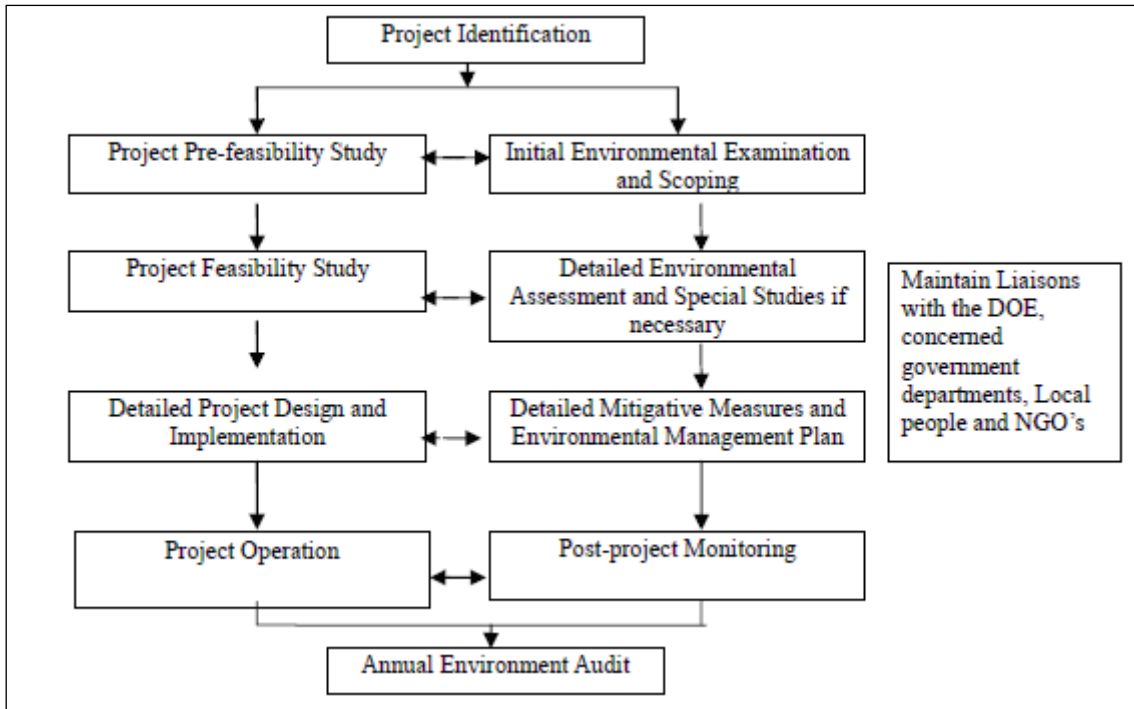 Project Identification
Project Pre-feasibility Study
Initial Environmental Examination
and Scoping
Project Feasibility Study
Detailed Environmental
Assessment and Special Studies if
necessary
Maintain Liaisons
with the DOE,
concerned
government
departments, Local
people and NGO’s
Detailed Project Design and
Implementation
Detailed Mitigative Measures and
Environmental Management Plan
Project Operation
Post-project Monitoring
Annual Environment Audit